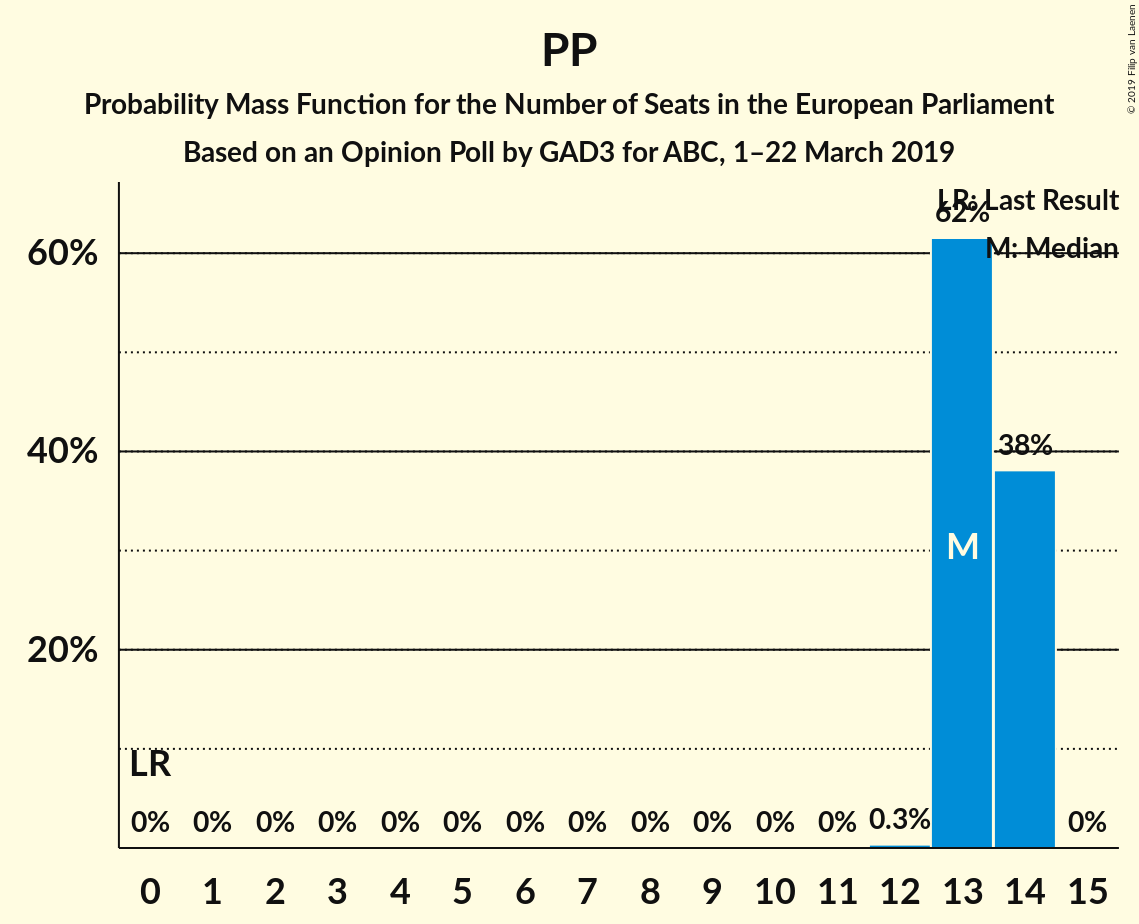 PP
Probability Mass Function for the Number of Seats in the European Parliament
Based on an Opinion Poll by GAD3 for ABC, 1–22 March 2019
© 2019 Filip van Laenen
LR: Last Result
M: Median
62%
60%
40%
38%
M
20%
LR
0% 0% 0% 0% 0% 0% 0% 0% 0% 0% 0% 0% 0.3% 0%
0 1 2 3 4 5 6 7 8 9 10 11 12 13 14 15